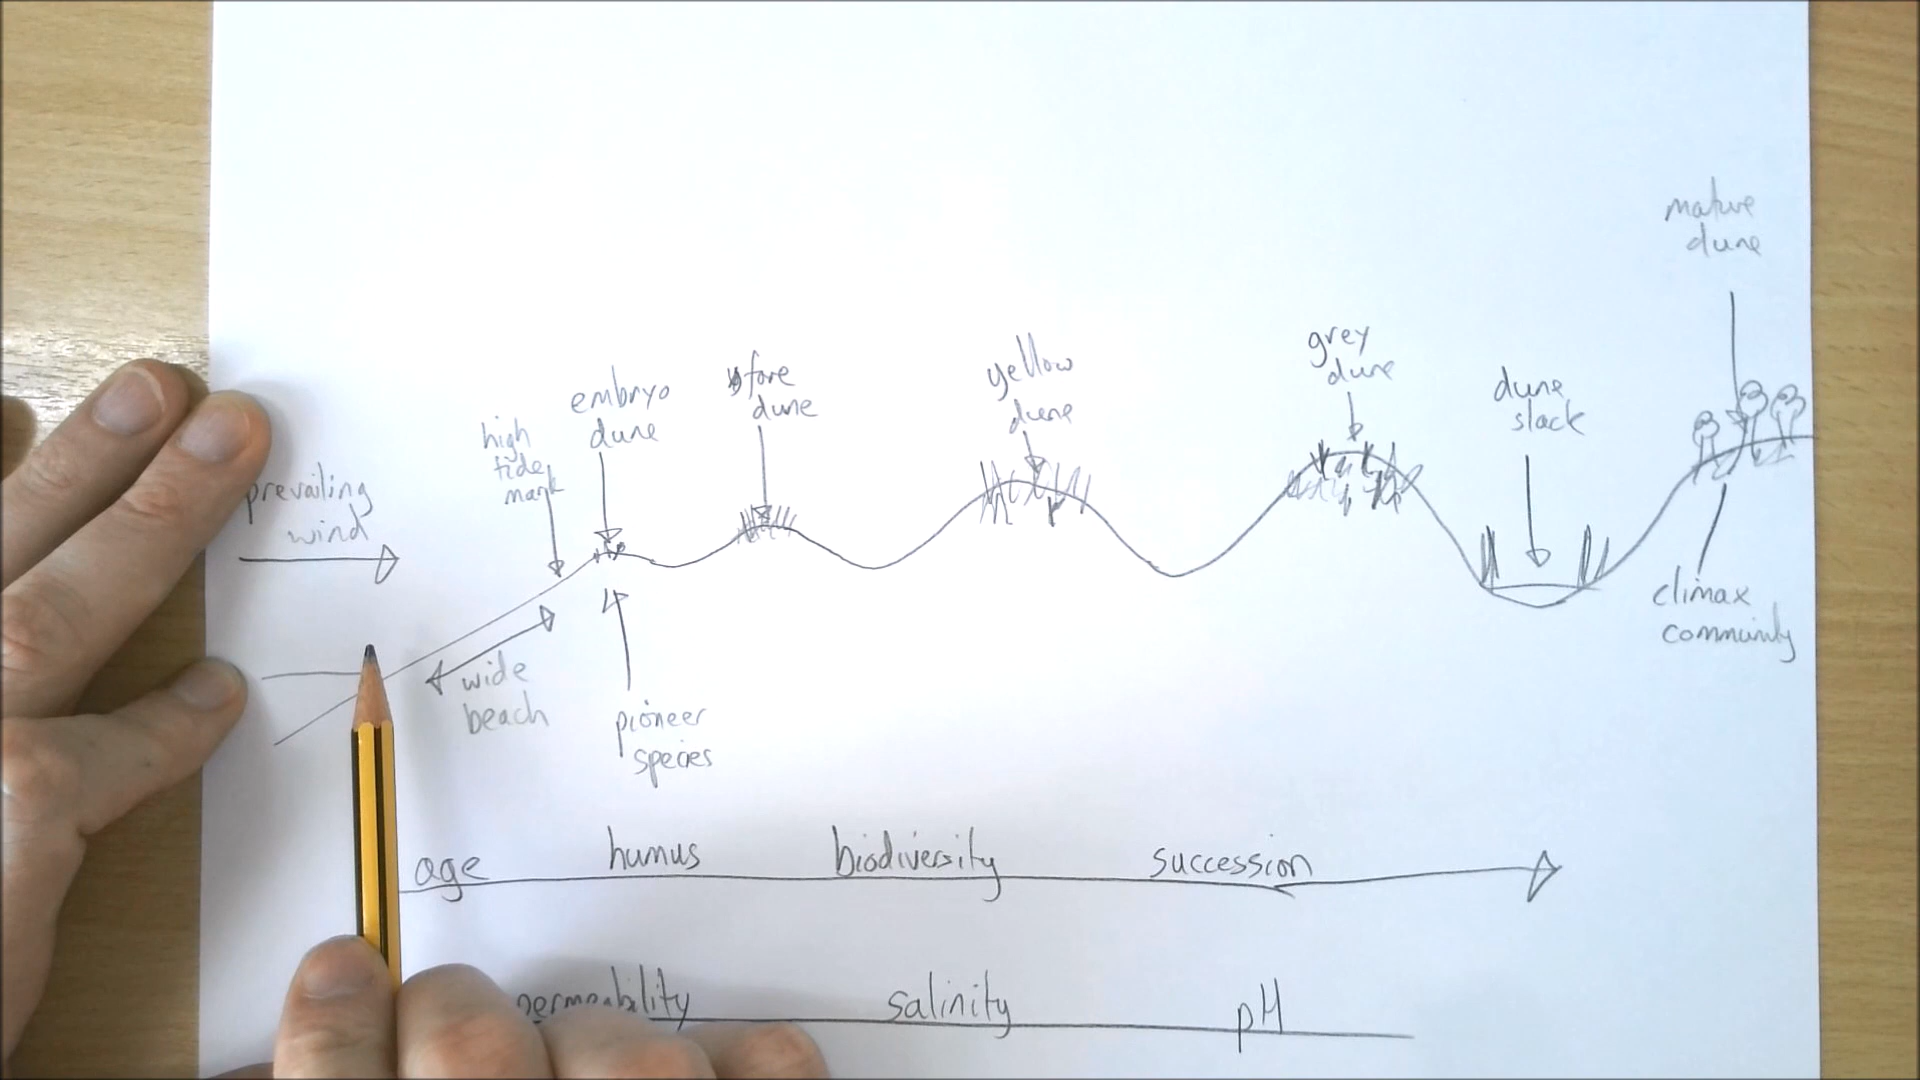 mature
dune
grey
dune
yellow
dune
fore
dune
embryo
dune
dune
slack
high
tide
mark
prevailing
wind
climax
community
wide
beach
pioneer
species
age humus biodiversity succession
permeability salinity pH